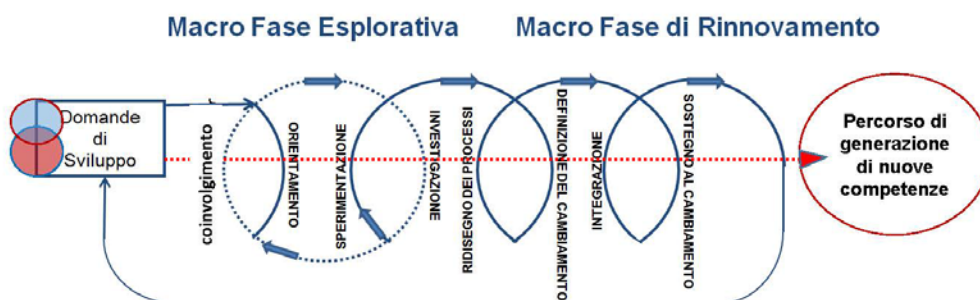 Macro Fase Esplorativa
Macro Fase di Rinnovamento
Domande
di
Sviluppo
coinvolgimento
ORIENTAMENTO
SPERIMENTAZIONE
INVESTIGAZIONE
RIDISEGNO DEI PROCESSI
DEFINIZIONE DEL CAMBIAMENTO
INTEGRAZIONE
SOSTEGNO AL CAMBIAMENTO
Percorso di
generazione
di nuove
competenze